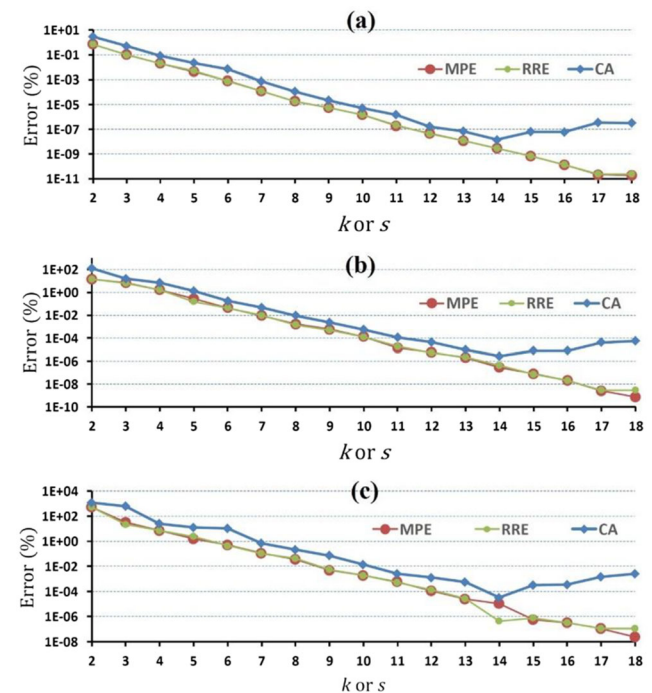 (a)
1E+01
1E-01
1E-03
1E-05
1E-07
1E-09
1E-11
Error (%)
MPE RRE CA
2 3 4 5 6 7 8 9 10 11 12 13 14 15 16 17 18
k or s
(b)
1E+02
1E+00
1E-02
1E-04
1E-06
1E-08
1E-10
Error (%)
MPE RRE CA
2 3 4 5 6 7 8 9 10 11 12 13 14 15 16 17 18
k or s
(c)
1E+04
1E+02
1E+00
1E-02
1E-04
1E-06
1E-08
Error (%)
MPE RRE CA
2 3 4 5 6 7 8 9 10 11 12 13 14 15 16 17 18
k or s